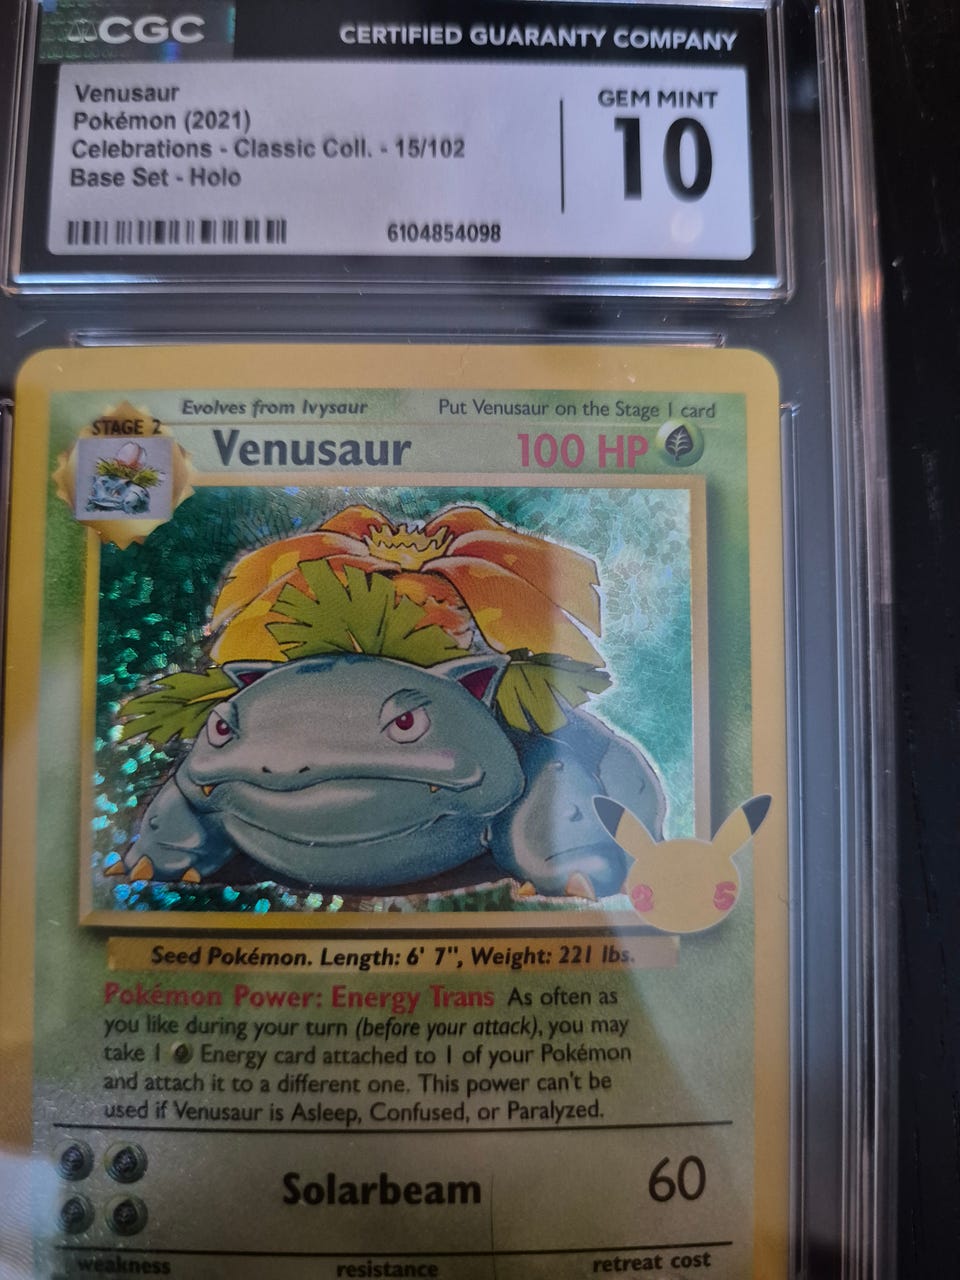 CGC
CERTIFIED GUARANTY COMPANY
Venusaur
Pokémon (2021)
Celebrations - Classic Coll. - 15/102
Base Set - Holo
GEM MINT
10
6104854098
Evolves from Ivysaur
Put Venusaur on the Stage 1 card
STAGE 2
Venusaur
100 HP
25
Seed Pokémon. Length: 6' 7", Weight: 221 lbs.
Pokémon Power: Energy Trans As often as
you like during your turn (before your attack), you may
take 1 Energy card attached to 1 of your Pokémon
and attach it to a different one. This power can't be
used if Venusaur is Asleep, Confused, or Paralyzed.
Solarbeam
60
weakness
resistance
retreat cost